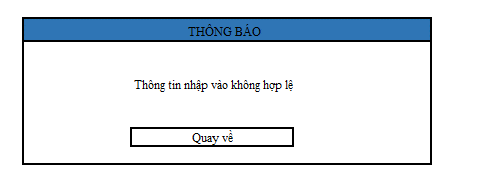 THÔNG BÁO
Thông tin nhập vào không hợp lệ
Quay về